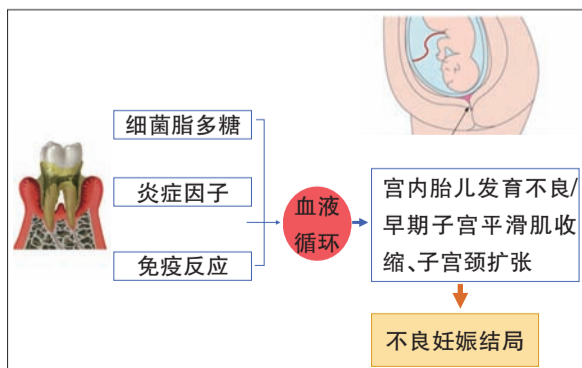 细菌脂多糖
炎症因子
免疫反应
血液
循环
宫内胎儿发育不良/
早期子宫平滑肌收
缩、子宫颈扩张
不良妊娠结局